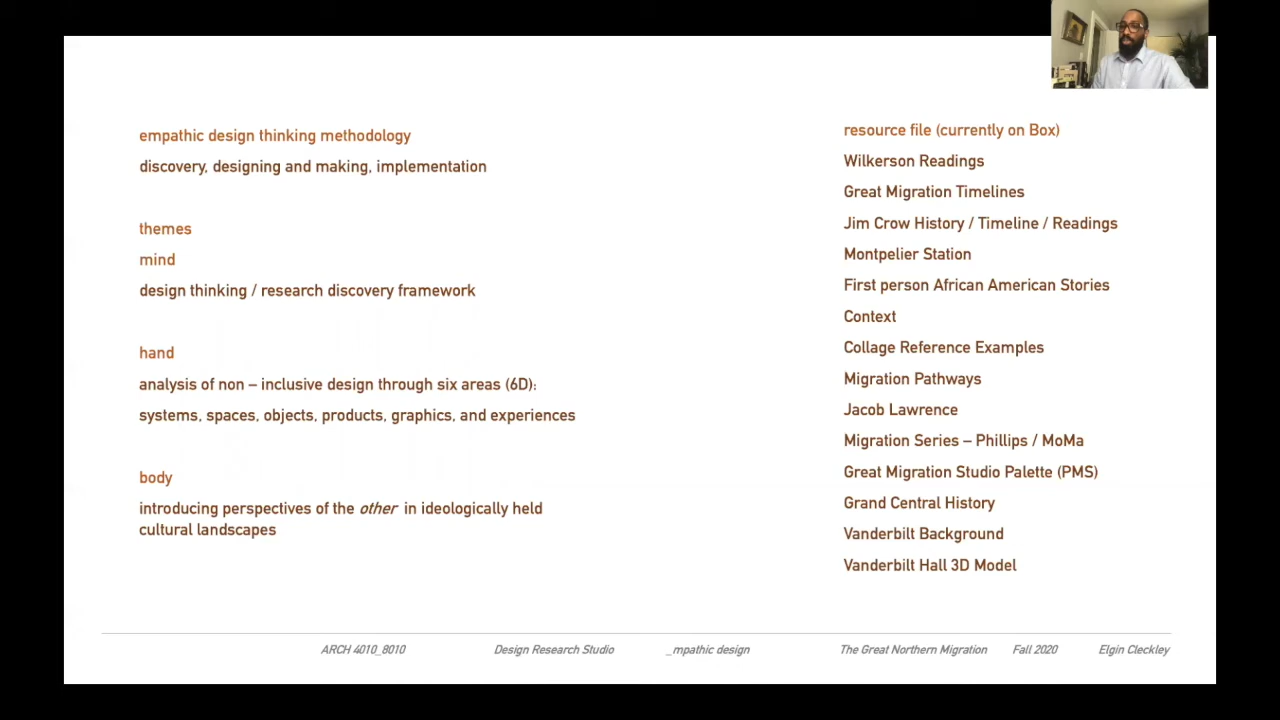 empathic design thinking methodology
discovery, designing and making, implementation
themes
mind
design thinking / research discovery framework
hand
analysis of non – inclusive design through six areas (6D):
systems, spaces, objects, products, graphics, and experiences
body
introducing perspectives of the other in ideologically held
cultural landscapes
resource file (currently on Box)
Wilkerson Readings
Great Migration Timelines
Jim Crow History / Timeline / Readings
Montpelier Station
First person African American Stories
Context
Collage Reference Examples
Migration Pathways
Jacob Lawrence
Migration Series – Phillips / MoMa
Great Migration Studio Palette (PMS)
Grand Central History
Vanderbilt Background
Vanderbilt Hall 3D Model
ARCH 4010_8010 Design Research Studio _mpathic design The Great Northern Migration Fall 2020 Elgin Cleckley